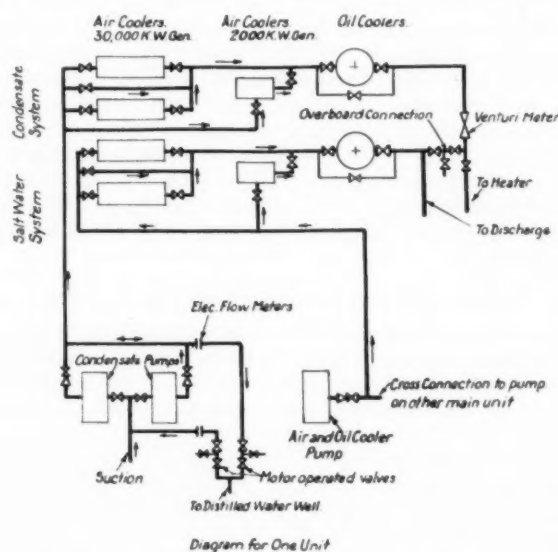 Air Coolers.
30,000 K.W. Gen.
Air Coolers
2000 K.W. Gen.
Oil Coolers.
Condensate
System
Overboard Connection
Venturi Meter
Salt Water
System
To Heater
To Discharge
Elec. Flow Meters
Condensate Pumps
Cross Connection to pump
on other main unit
Air and Oil Cooler
Pump
Suction
Motor operated valves
To Distilled Water Well.
Diagram for One Unit